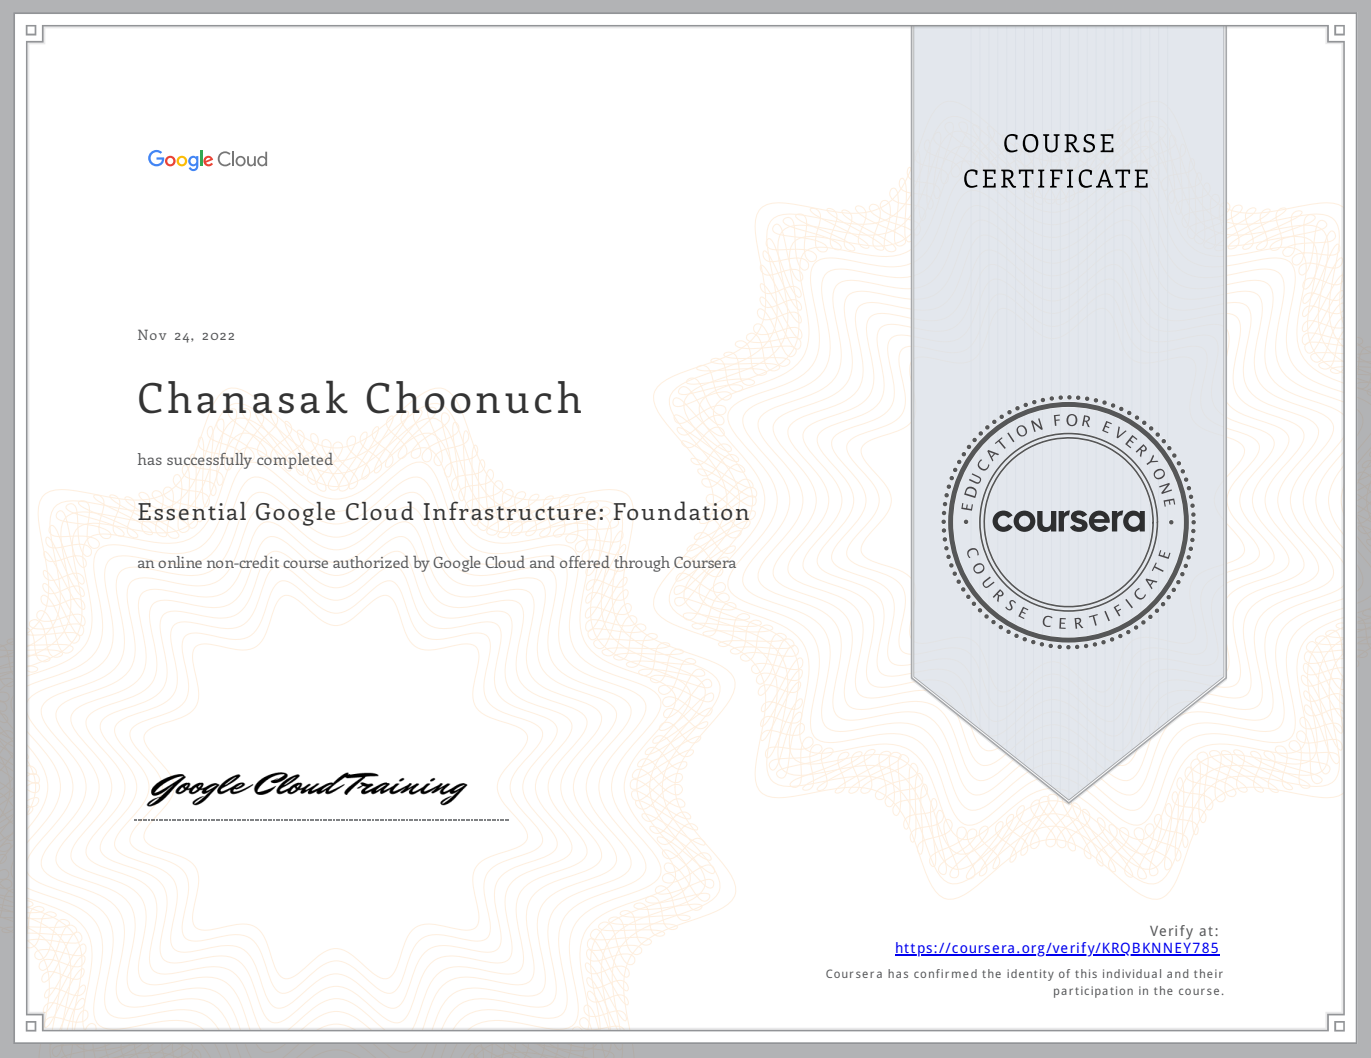 Google Cloud
COURSE
CERTIFICATE
Nov 24, 2022
Chanasak Choonuch
has successfully completed
Essential Google Cloud Infrastructure: Foundation
an online non-credit course authorized by Google Cloud and offered through Coursera
EDUCATION FOR EVERYONE
coursera
COURSE CERTIFICATE
Google Cloud Training
Verify at:
https://coursera.org/verify/KRQBKNNEY785
Coursera has confirmed the identity of this individual and their
participation in the course.